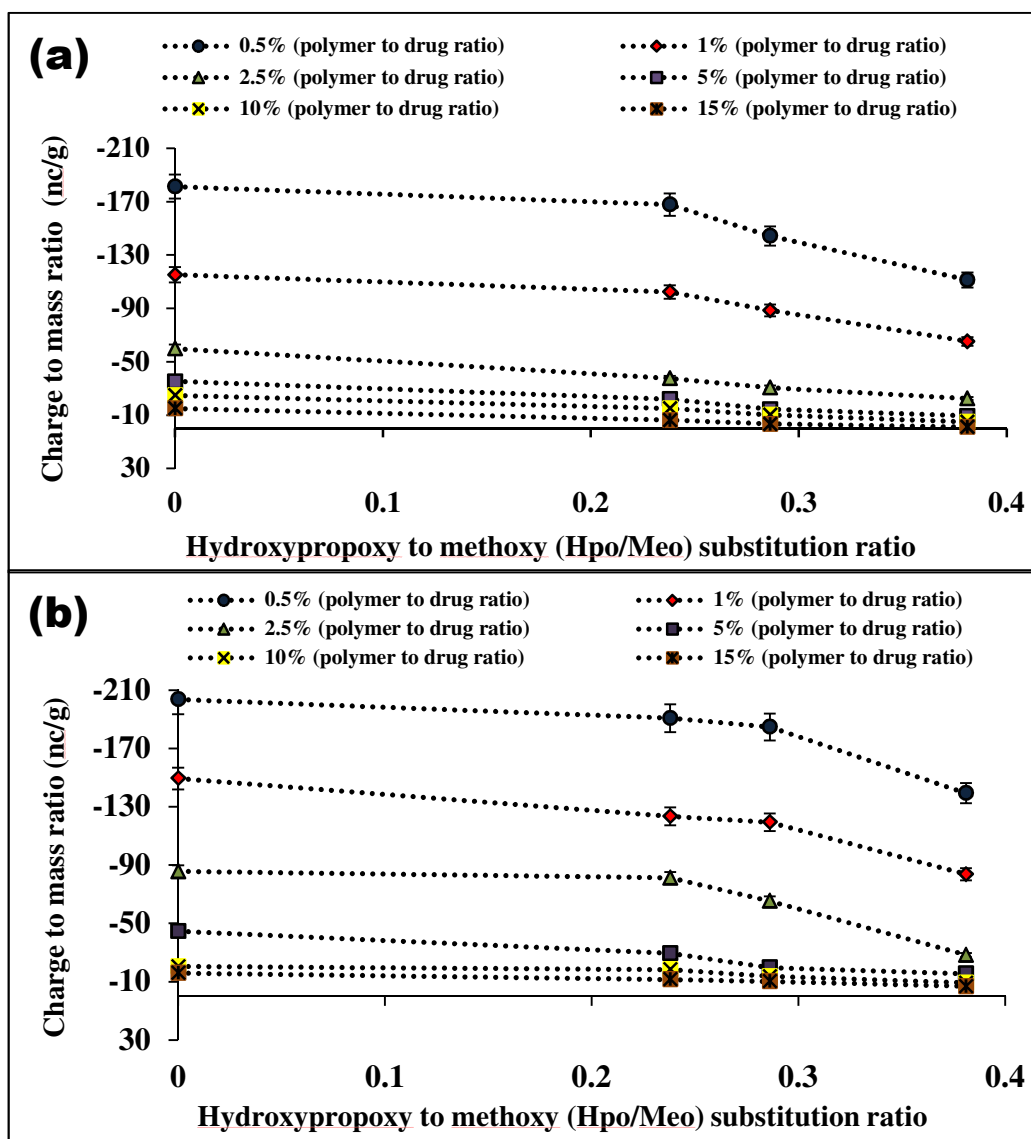 (a)
0.5% (polymer to drug ratio) 1% (polymer to drug ratio)
2.5% (polymer to drug ratio) 5% (polymer to drug ratio)
10% (polymer to drug ratio) 15% (polymer to drug ratio)
Charge to mass ratio (nc/g)
-210
-170
-130
-90
-50
-10
30
0 0.1 0.2 0.3 0.4
Hydroxypropoxy to methoxy (Hpo/Meo) substitution ratio
(b)
0.5% (polymer to drug ratio) 1% (polymer to drug ratio)
2.5% (polymer to drug ratio) 5% (polymer to drug ratio)
10% (polymer to drug ratio) 15% (polymer to drug ratio)
Charge to mass ratio (nc/g)
-210
-170
-130
-90
-50
-10
30
0 0.1 0.2 0.3 0.4
Hydroxypropoxy to methoxy (Hpo/Meo) substitution ratio